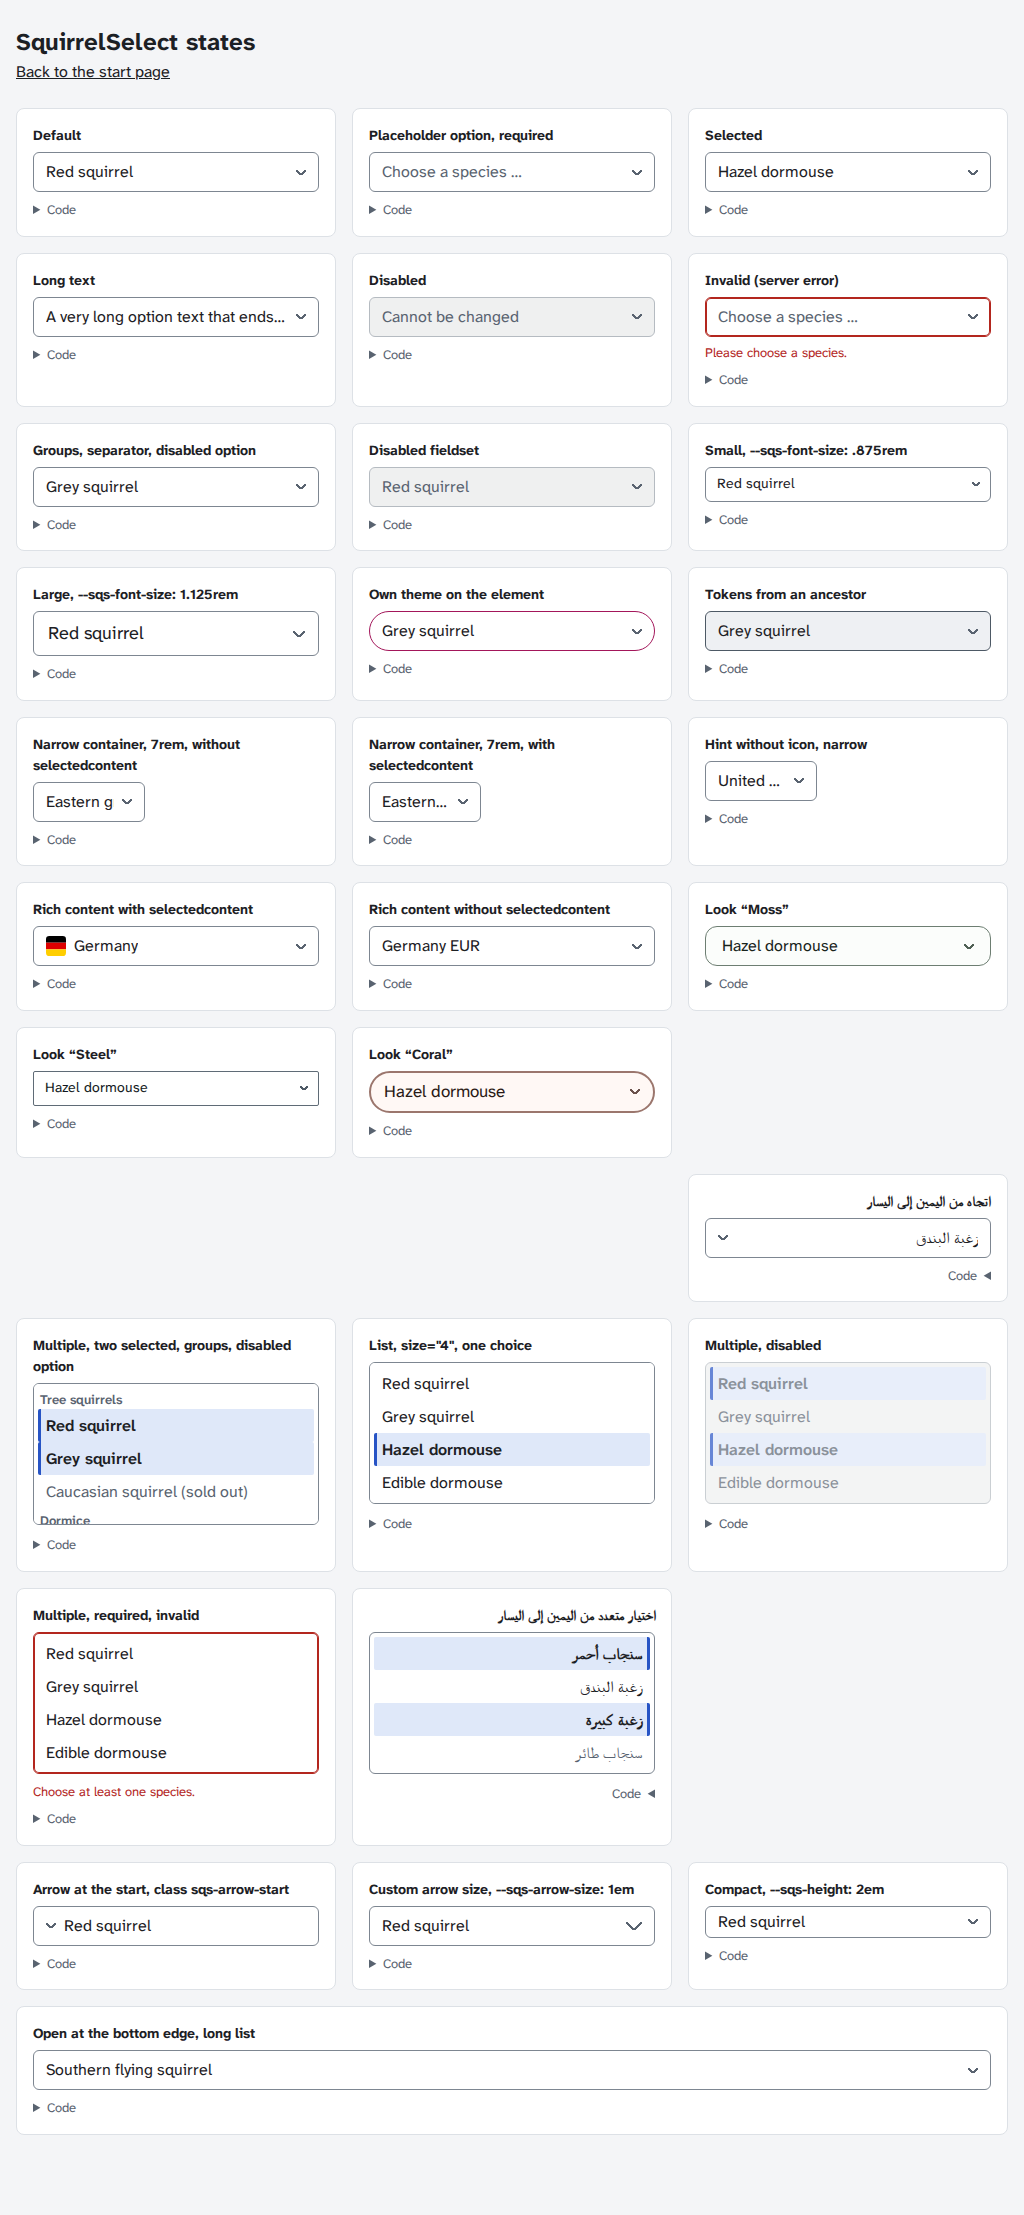 SquirrelSelect states
Back to the start page
Default
Red squirrel
Code
Placeholder option, required
Choose a species ...
Code
Selected
Hazel dormouse
Code
Long text
A very long option text that ends...
Code
Disabled
Cannot be changed
Code
Invalid (server error)
Choose a species ...
Please choose a species.
Code
Groups, separator, disabled option
Grey squirrel
Code
Disabled fieldset
Red squirrel
Code
Small, --sqs-font-size: .875rem
Red squirrel
Code
Large, --sqs-font-size: 1.125rem
Red squirrel
Code
Own theme on the element
Grey squirrel
Code
Tokens from an ancestor
Grey squirrel
Code
Narrow container, 7rem, without
selectedcontent
Eastern g
Code
Narrow container, 7rem, with
selectedcontent
Eastern...
Code
Hint without icon, narrow
United ...
Code
Rich content with selectedcontent
Germany
Code
Rich content without selectedcontent
Germany EUR
Code
Look “Moss”
Hazel dormouse
Code
Look “Steel”
Hazel dormouse
Code
Look “Coral”
Hazel dormouse
Code
اتجاه من اليمين إلى اليسار
زغبة البندق
Code
Multiple, two selected, groups, disabled
option
Tree squirrels
Red squirrel
Grey squirrel
Caucasian squirrel (sold out)
Dormice
Code
List, size="4", one choice
Red squirrel
Grey squirrel
Hazel dormouse
Edible dormouse
Code
Multiple, disabled
Red squirrel
Grey squirrel
Hazel dormouse
Edible dormouse
Code
Multiple, required, invalid
Red squirrel
Grey squirrel
Hazel dormouse
Edible dormouse
Choose at least one species.
Code
اختيار متعدد من اليمين إلى اليسار
سنجاب أحمر
زغبة البندق
زغبة كبيرة
سنجاب طائر
Code
Arrow at the start, class sqs-arrow-start
Red squirrel
Code
Custom arrow size, --sqs-arrow-size: 1em
Red squirrel
Code
Compact, --sqs-height: 2em
Red squirrel
Code
Open at the bottom edge, long list
Southern flying squirrel
Code